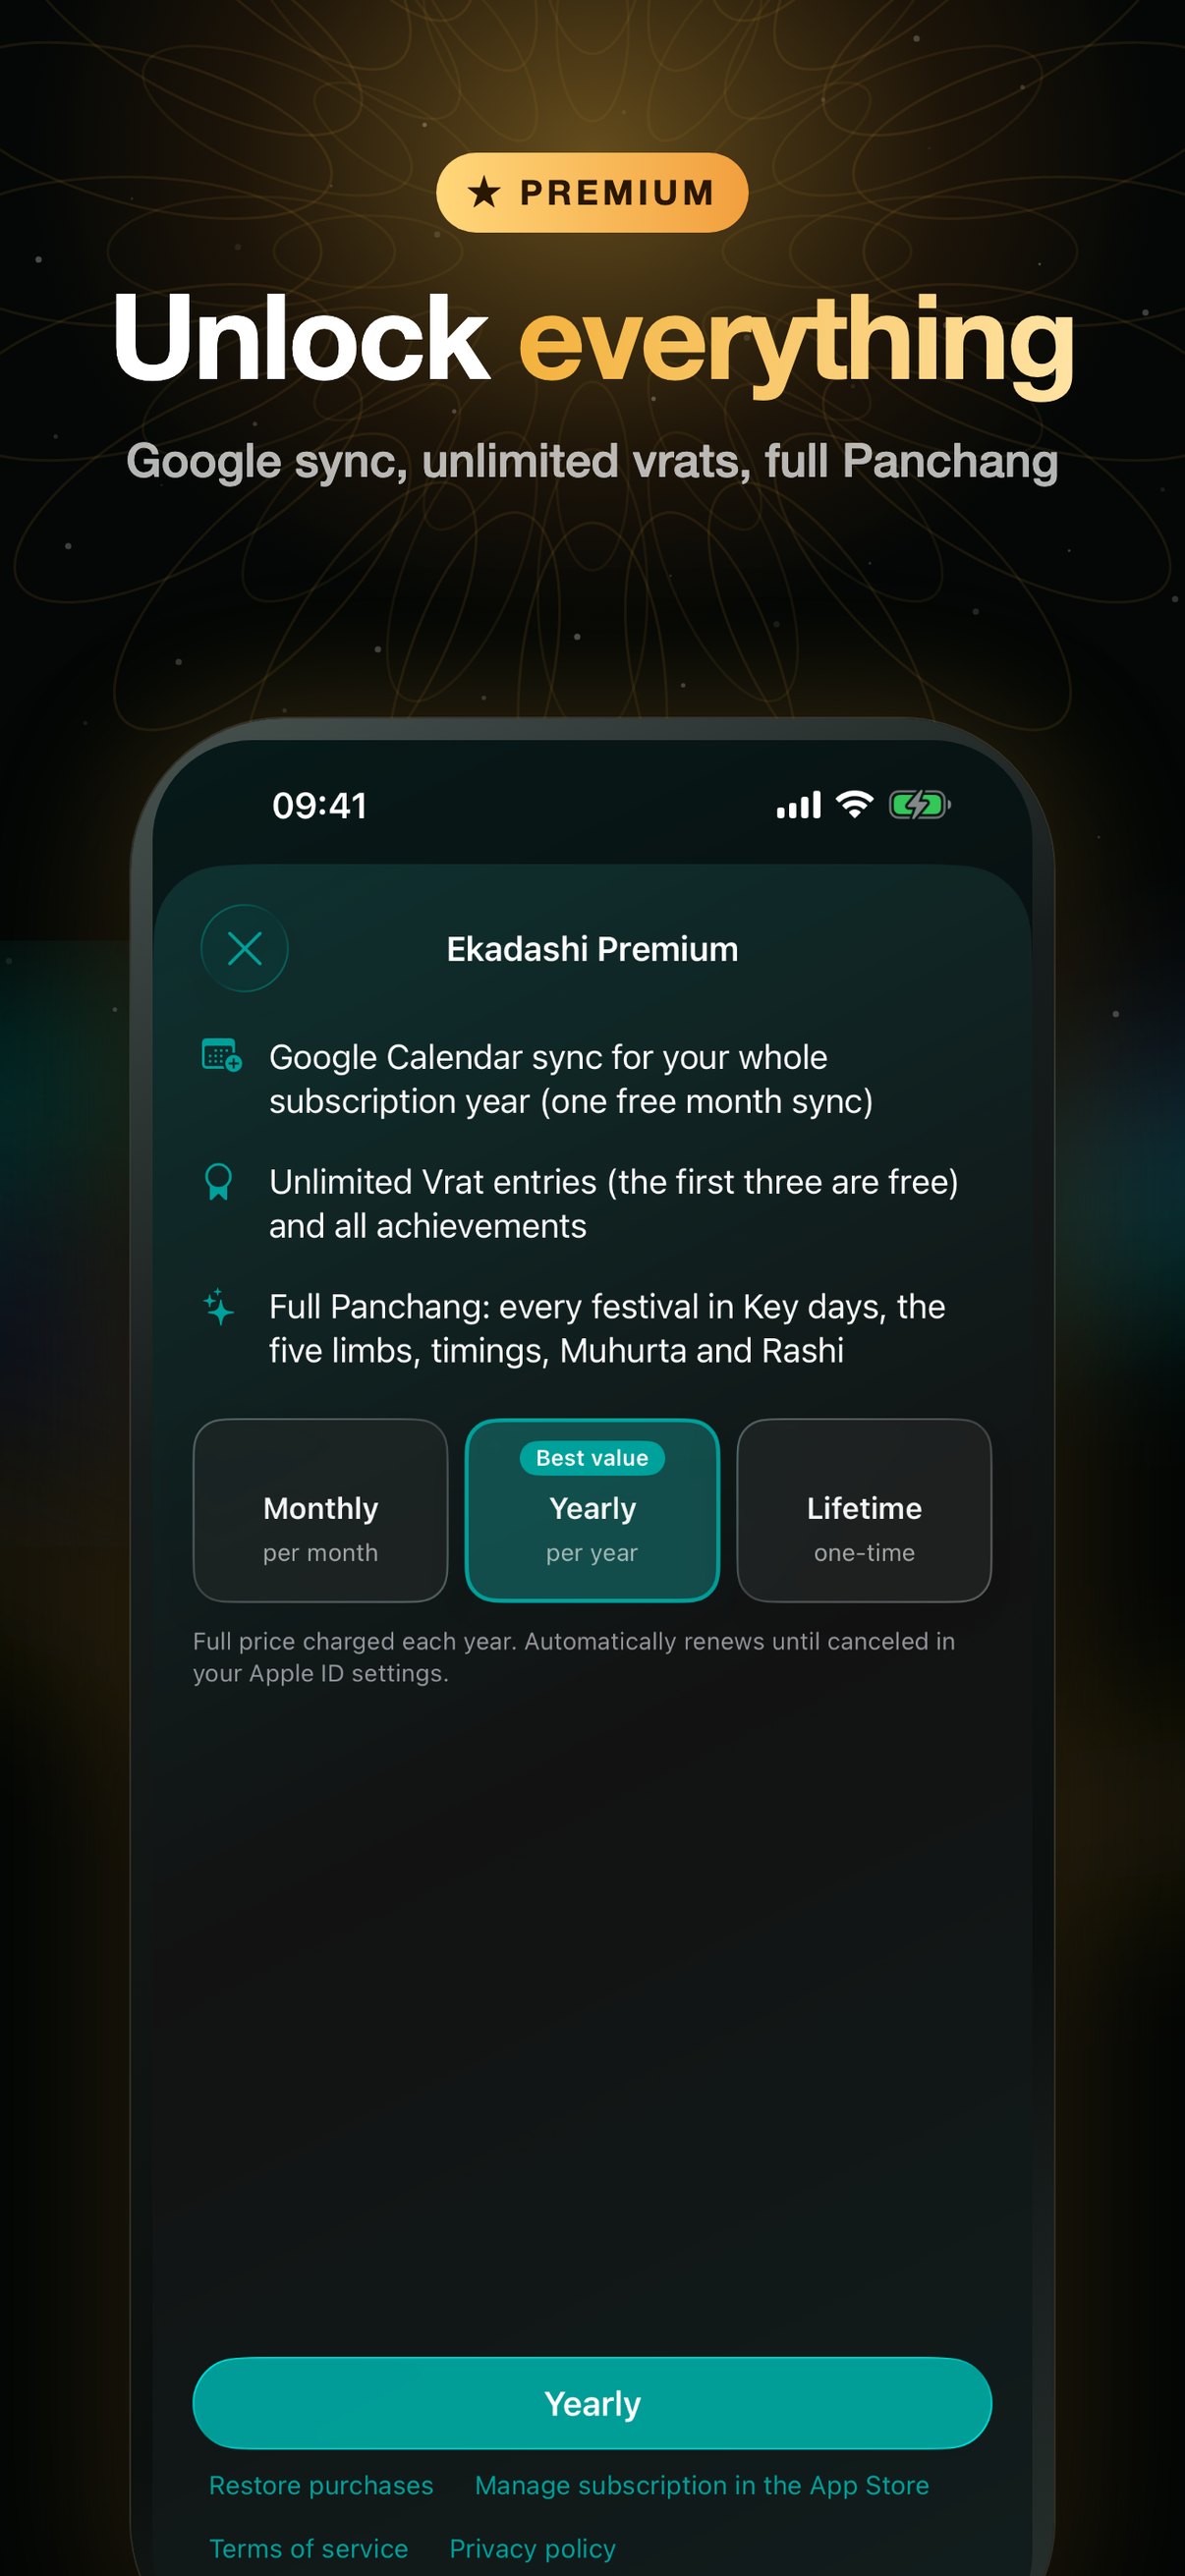 ★ PREMIUM
Unlock everything
Google sync, unlimited vrats, full Panchang
09:41
Ekadashi Premium
Google Calendar sync for your whole
subscription year (one free month sync)
Unlimited Vrat entries (the first three are free)
and all achievements
Full Panchang: every festival in Key days, the
five limbs, timings, Muhurta and Rashi
Best value
Monthly
Yearly
Lifetime
per month
per year
one-time
Full price charged each year. Automatically renews until canceled in
your Apple ID settings.
Yearly
Restore purchases
Manage subscription in the App Store
Terms of service
Privacy policy